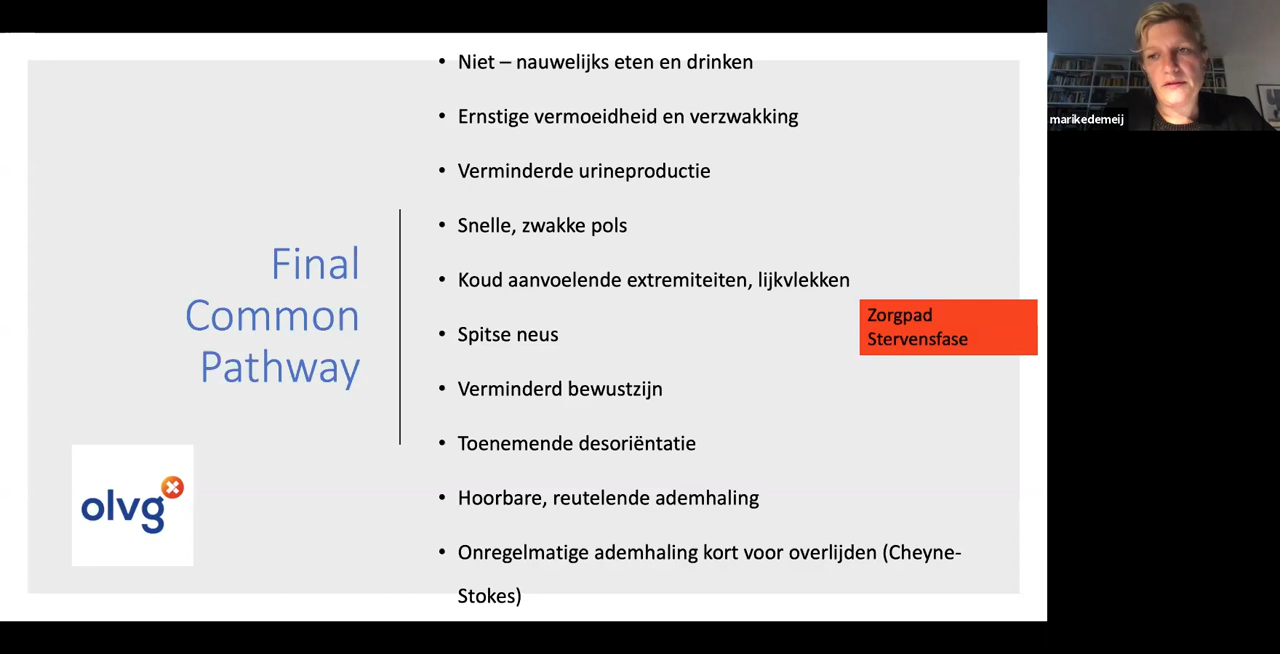 Niet – nauwelijks eten en drinken
Ernstige vermoeidheid en verzwakking
Verminderde urineproductie
Snelle, zwakke pols
Koud aanvoelende extremiteiten, lijkvlekken
Spitse neus
Verminderd bewustzijn
Toenemende desoriëntatie
Hoorbare, reutelende ademhaling
Onregelmatige ademhaling kort voor overlijden (Cheyne-
Stokes)
Final
Common
Pathway
Zorgpad
Stervensfase
olvg
marikedemeij